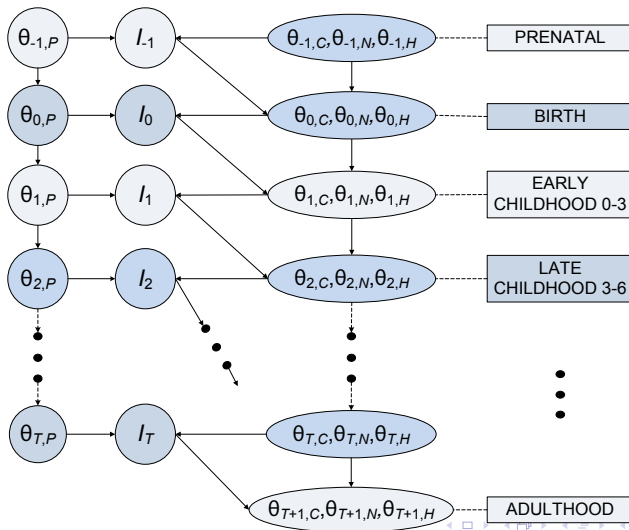 θ-1,P I-1 θ-1,C,θ-1,N,θ-1,H PRENATAL
θ0,P I0 θ0,C,θ0,N,θ0,H BIRTH
θ1,P I1 θ1,C,θ1,N,θ1,H EARLY
CHILDHOOD 0-3
θ2,P I2 θ2,C,θ2,N,θ2,H LATE
CHILDHOOD 3-6
θT,P IT θT,C,θT,N,θT,H
θT+1,C,θT+1,N,θT+1,H ADULTHOOD